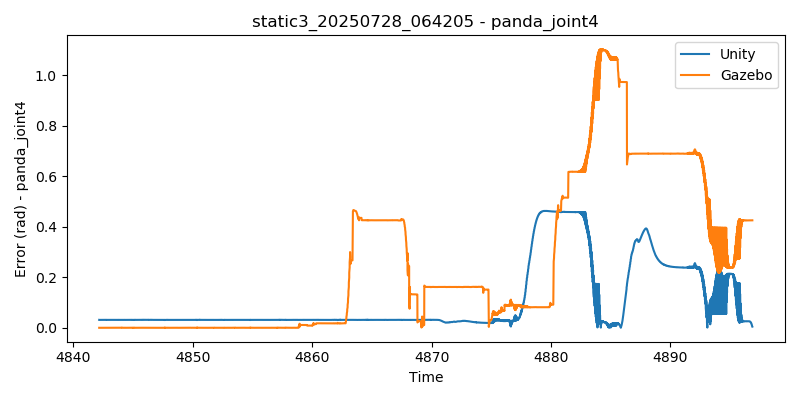 static3_20250728_064205 - panda_joint4
Error (rad) - panda_joint4
1.0
0.8
0.6
0.4
0.2
0.0
Unity
Gazebo
4840 4850 4860 4870 4880 4890
Time